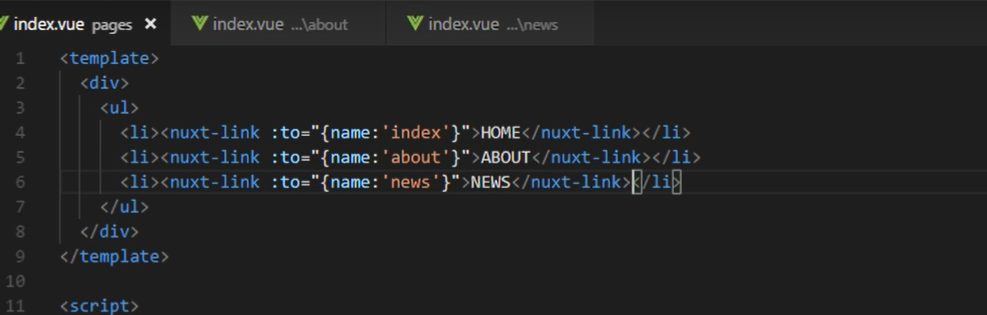 index.vue pages × index.vue ...\about index.vue ...\news
1 <template>
2 <div>
3 <ul>
4 <li><nuxt-link :to="{name:'index'}">HOME</nuxt-link></li>
5 <li><nuxt-link :to="{name:'about'}">ABOUT</nuxt-link></li>
6 <li><nuxt-link :to="{name:'news'}">NEWS</nuxt-link></li>
7 </ul>
8 </div>
9 </template>
10
11 <script>